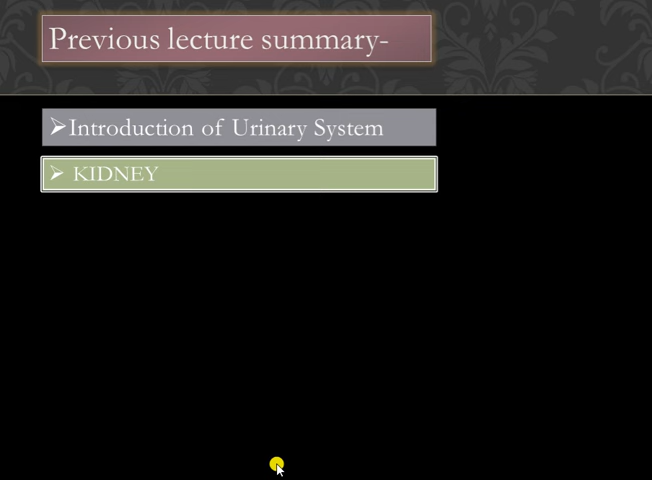 Previous lecture summary-
➢Introduction of Urinary System
➢ KIDNEY